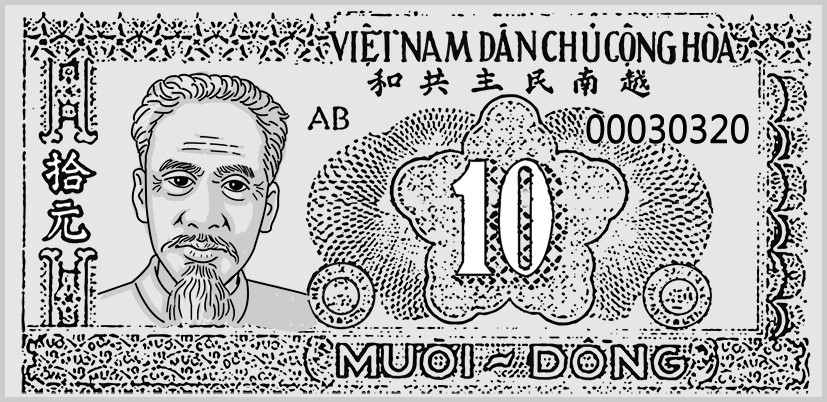 VIỆT NAM DÂN CHỦ CỘNG HÒA
越南民主共和
AB
00030320
拾元
10
MƯỜI ~ ĐỒNG